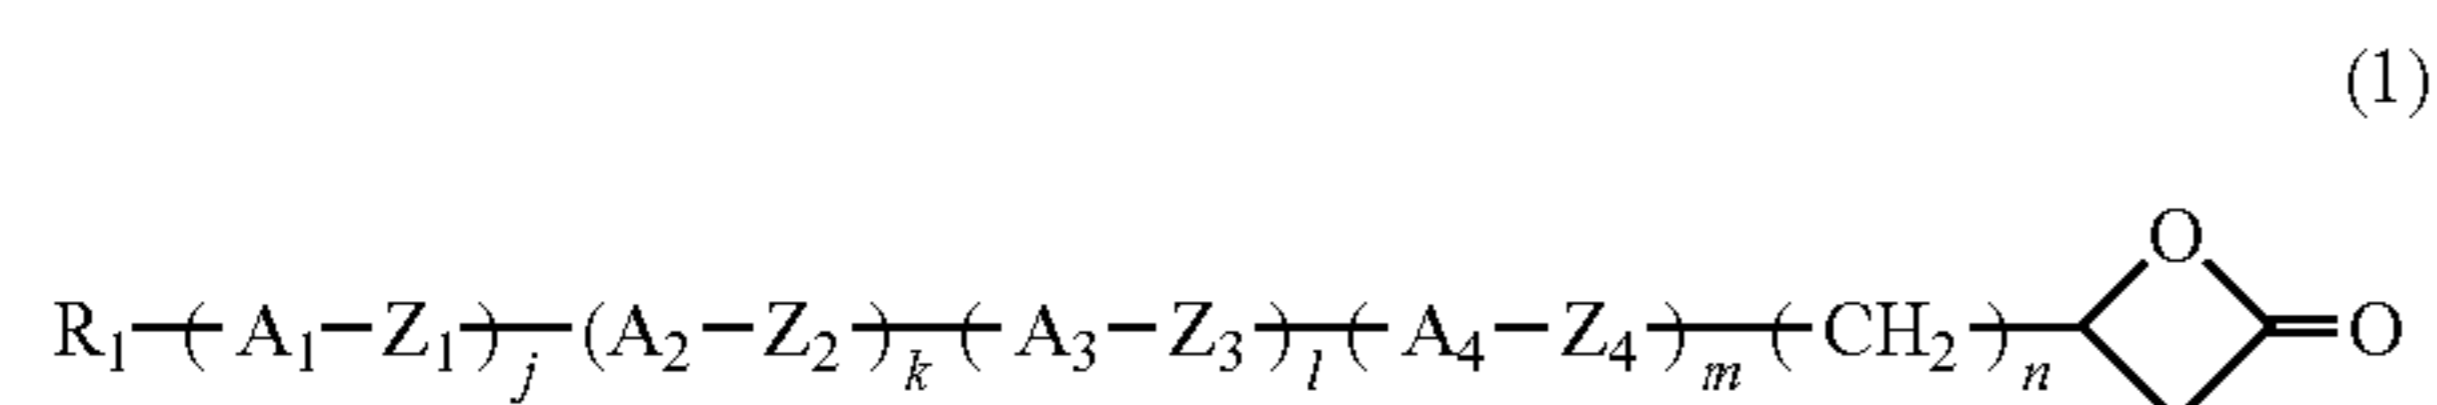 (1)
R₁—(A₁—Z₁)ⱼ—(A₂—Z₂)ₖ—(A₃—Z₃)ₗ—(A₄—Z₄)ₘ—(CH₂)ₙ— O =O